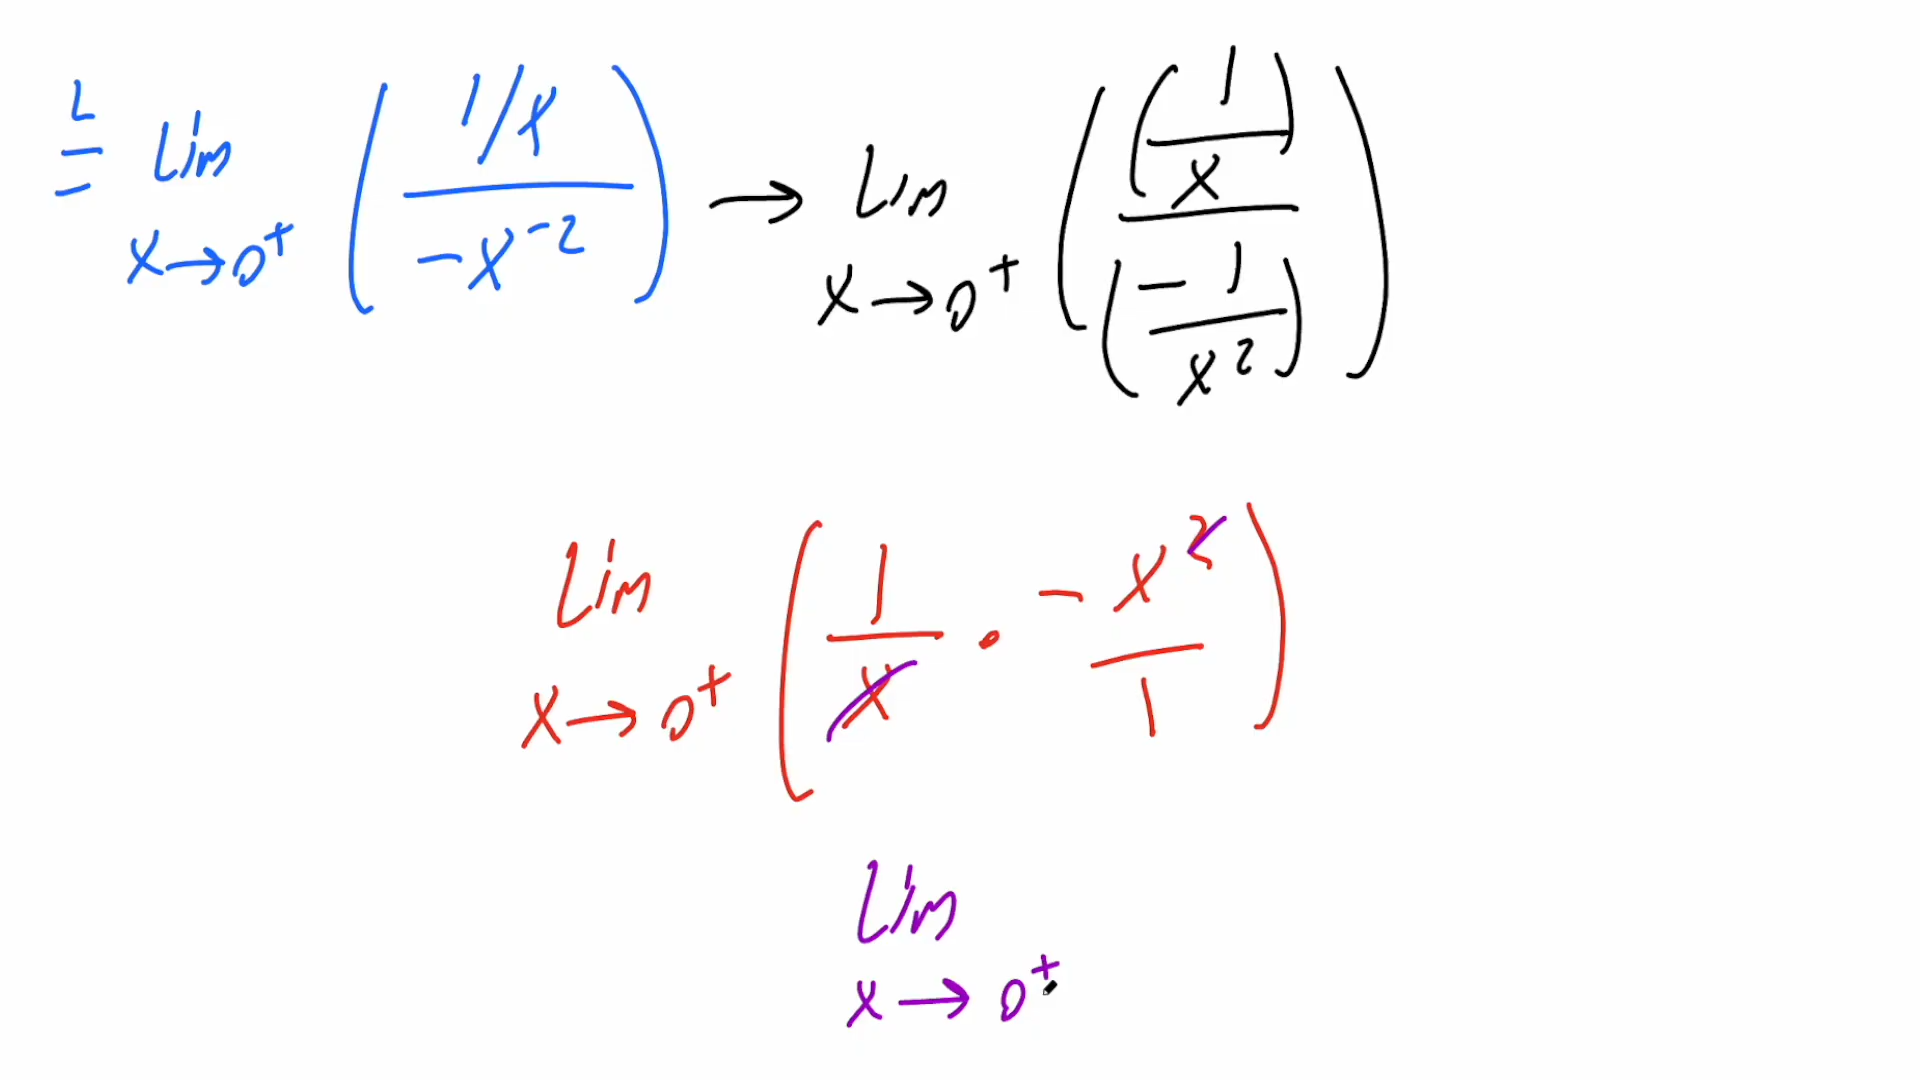 L= lim x→0⁺ ( (1/x) / (-x⁻²) ) → lim x→0⁺ ( (1/x) / (-1/x²) )
lim x→0⁺ ( 1/x · -x²/1 )
lim x→0⁺